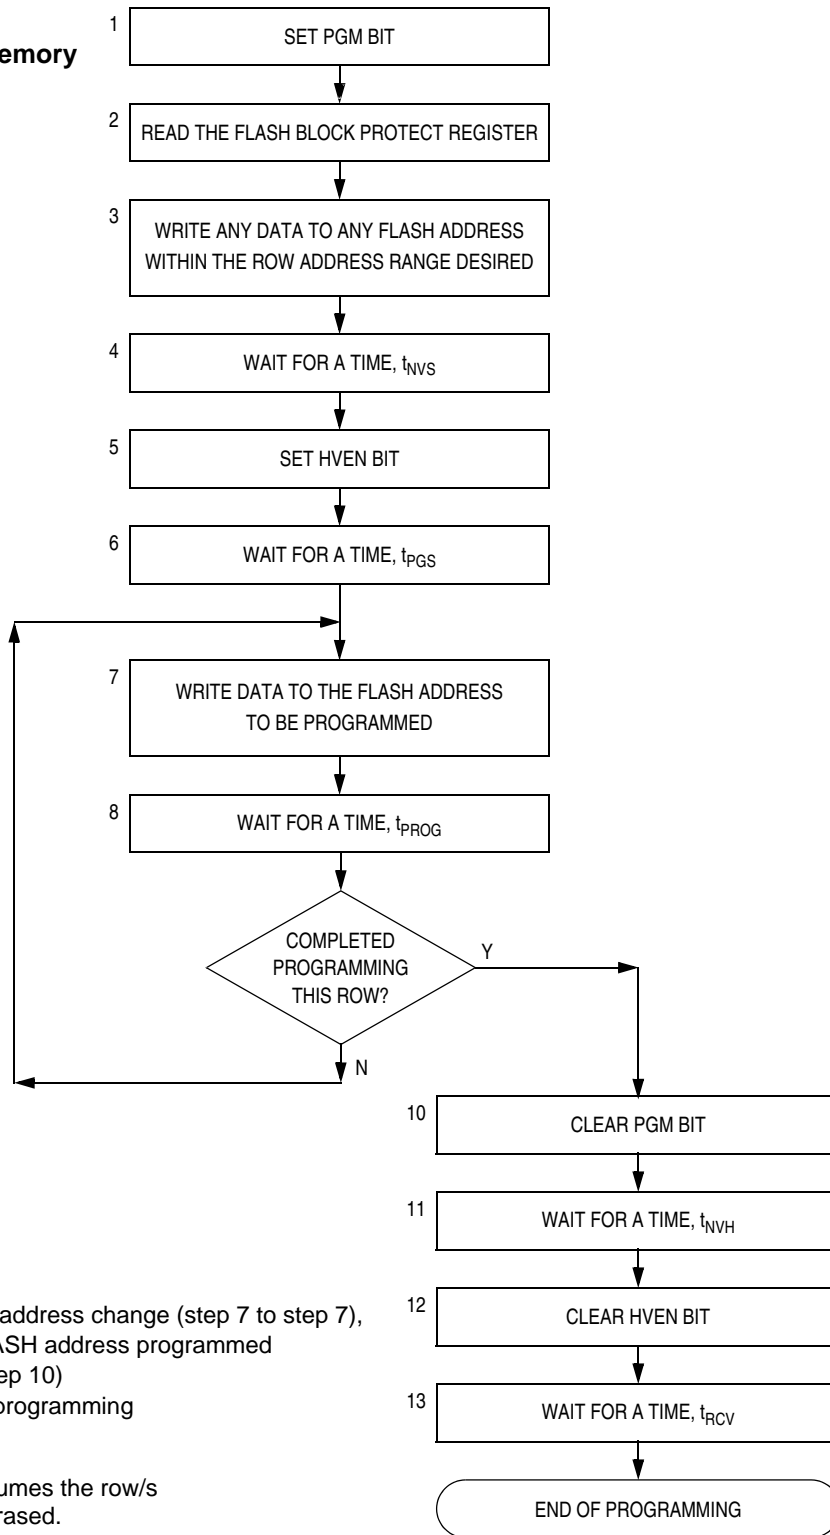 1
SET PGM BIT
emory
2
READ THE FLASH BLOCK PROTECT REGISTER
3
WRITE ANY DATA TO ANY FLASH ADDRESS
WITHIN THE ROW ADDRESS RANGE DESIRED
4
WAIT FOR A TIME, tNVS
5
SET HVEN BIT
6
WAIT FOR A TIME, tPGS
7
WRITE DATA TO THE FLASH ADDRESS
TO BE PROGRAMMED
8
WAIT FOR A TIME, tPROG
COMPLETED
PROGRAMMING
THIS ROW?
Y
N
10
CLEAR PGM BIT
11
WAIT FOR A TIME, tNVH
12
CLEAR HVEN BIT
13
WAIT FOR A TIME, tRCV
END OF PROGRAMMING
address change (step 7 to step 7),
ASH address programmed
ep 10)
programming
umes the row/s
rased.